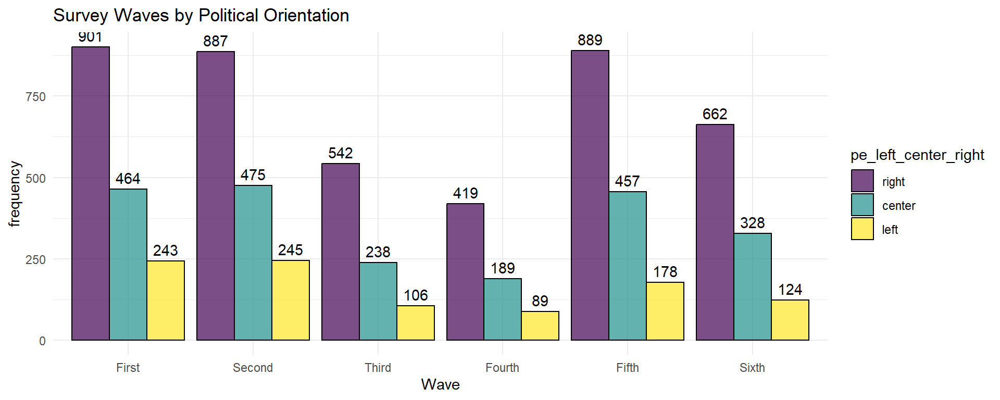 Survey Waves by Political Orientation
901
887
889
750
662
542
500
464
475
457
419
328
250
243
245
238
189
178
106
89
124
0
frequency
First
Second
Third
Fourth
Fifth
Sixth
Wave
pe_left_center_right
right
center
left